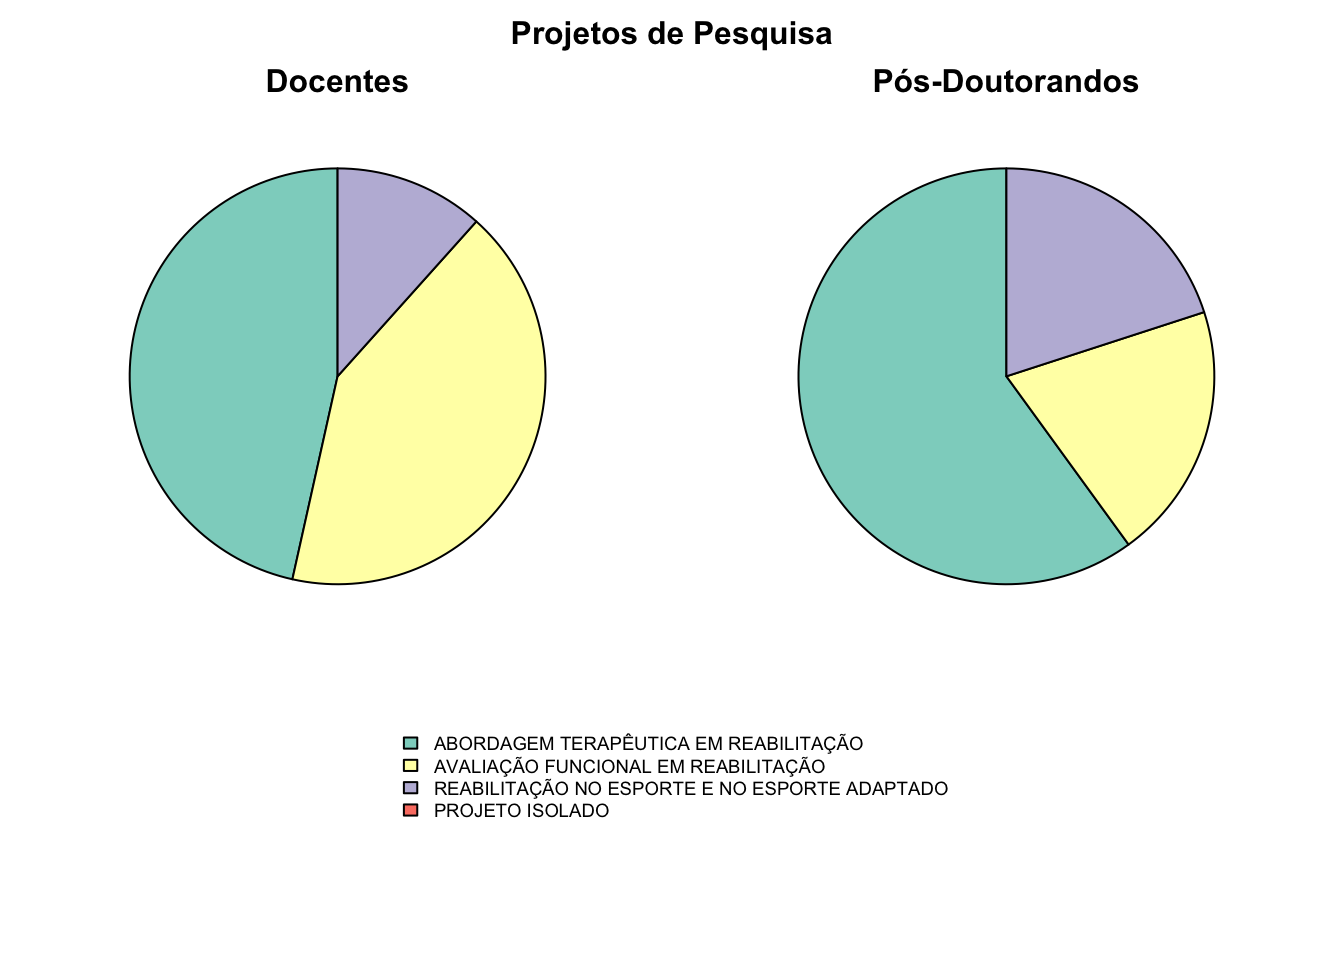 Projetos de Pesquisa
Docentes
Pós-Doutorandos
ABORDAGEM TERAPÊUTICA EM REABILITAÇÃO
AVALIAÇÃO FUNCIONAL EM REABILITAÇÃO
REABILITAÇÃO NO ESPORTE E NO ESPORTE ADAPTADO
PROJETO ISOLADO